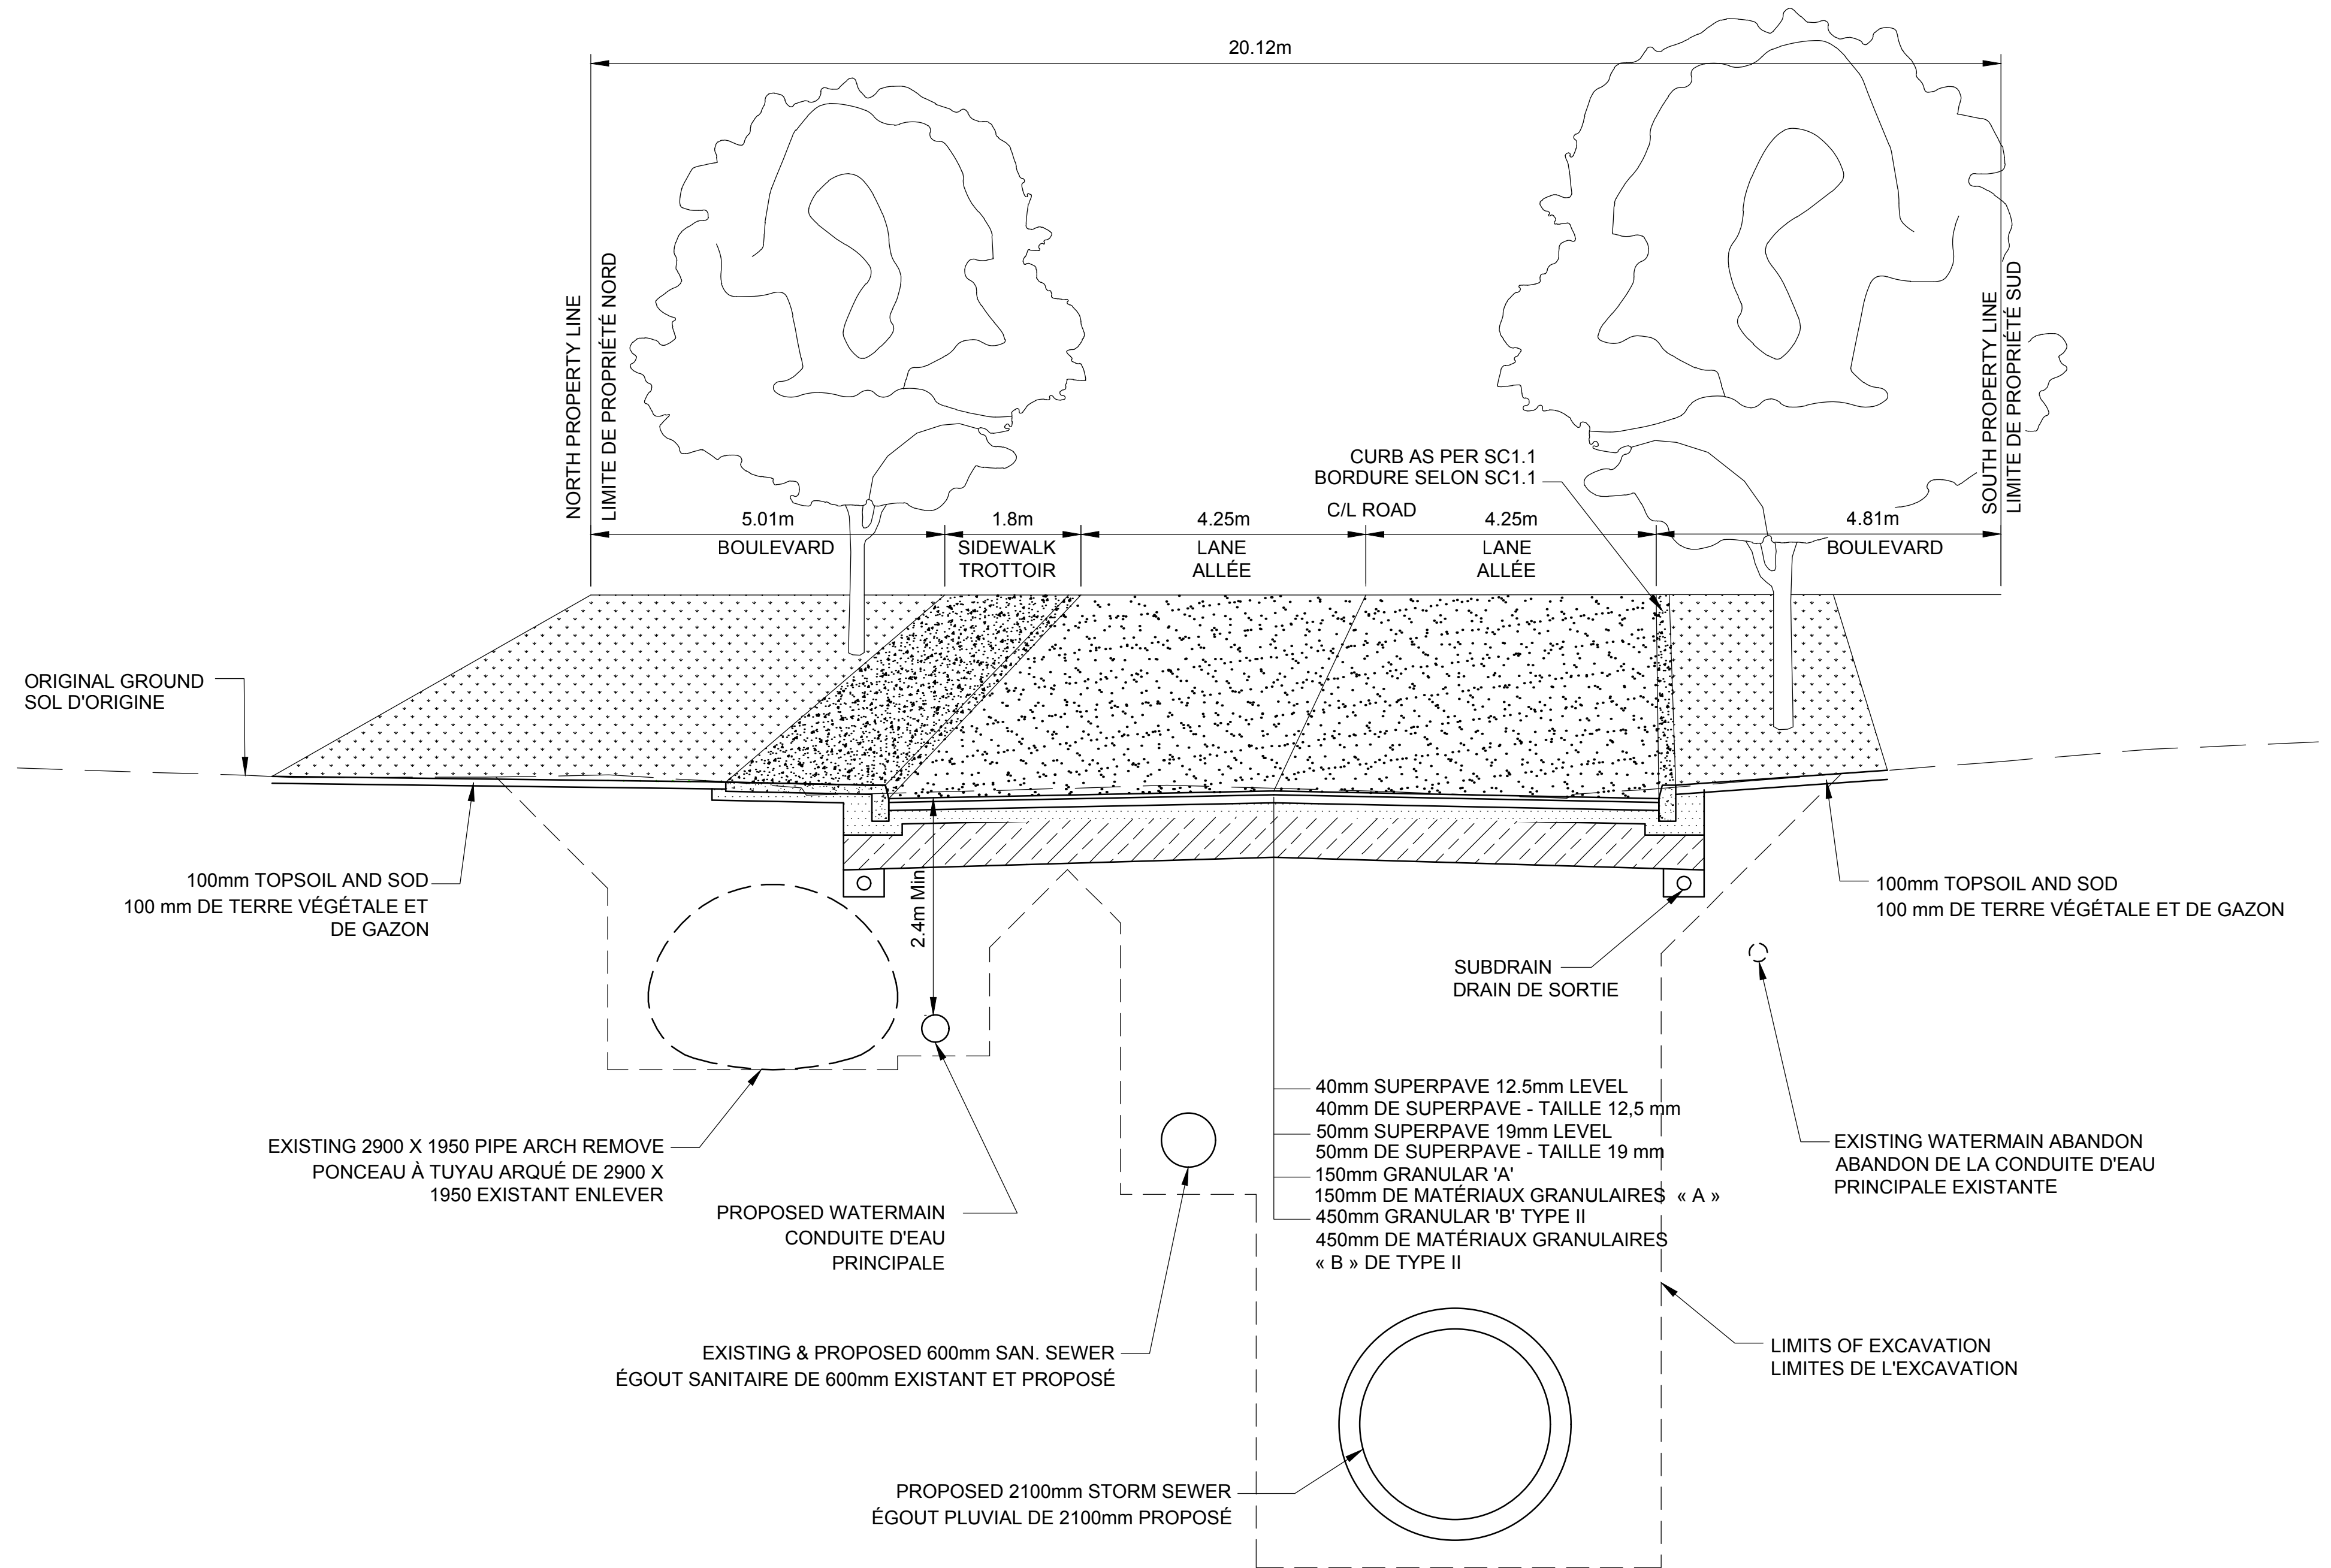 20.12m
NORTH PROPERTY LINE
LIMITE DE PROPRIÉTÉ NORD
SOUTH PROPERTY LINE
LIMITE DE PROPRIÉTÉ SUD
CURB AS PER SC1.1
BORDURE SELON SC1.1
C/L ROAD
5.01m
BOULEVARD
1.8m
SIDEWALK
TROTTOIR
4.25m
LANE
ALLÉE
4.25m
LANE
ALLÉE
4.81m
BOULEVARD
ORIGINAL GROUND
SOL D'ORIGINE
100mm TOPSOIL AND SOD
100 mm DE TERRE VÉGÉTALE ET
DE GAZON
2.4m Min
100mm TOPSOIL AND SOD
100 mm DE TERRE VÉGÉTALE ET DE GAZON
SUBDRAIN
DRAIN DE SORTIE
EXISTING 2900 X 1950 PIPE ARCH REMOVE
PONCEAU À TUYAU ARQUÉ DE 2900 X
1950 EXISTANT ENLEVER
PROPOSED WATERMAIN
CONDUITE D'EAU
PRINCIPALE
40mm SUPERPAVE 12.5mm LEVEL
40mm DE SUPERPAVE - TAILLE 12,5 mm
50mm SUPERPAVE 19mm LEVEL
50mm DE SUPERPAVE - TAILLE 19 mm
150mm GRANULAR 'A'
150mm DE MATÉRIAUX GRANULAIRES « A »
450mm GRANULAR 'B' TYPE II
450mm DE MATÉRIAUX GRANULAIRES
« B » DE TYPE II
EXISTING WATERMAIN ABANDON
ABANDON DE LA CONDUITE D'EAU
PRINCIPALE EXISTANTE
EXISTING & PROPOSED 600mm SAN. SEWER
ÉGOUT SANITAIRE DE 600mm EXISTANT ET PROPOSÉ
LIMITS OF EXCAVATION
LIMITES DE L'EXCAVATION
PROPOSED 2100mm STORM SEWER
ÉGOUT PLUVIAL DE 2100mm PROPOSÉ